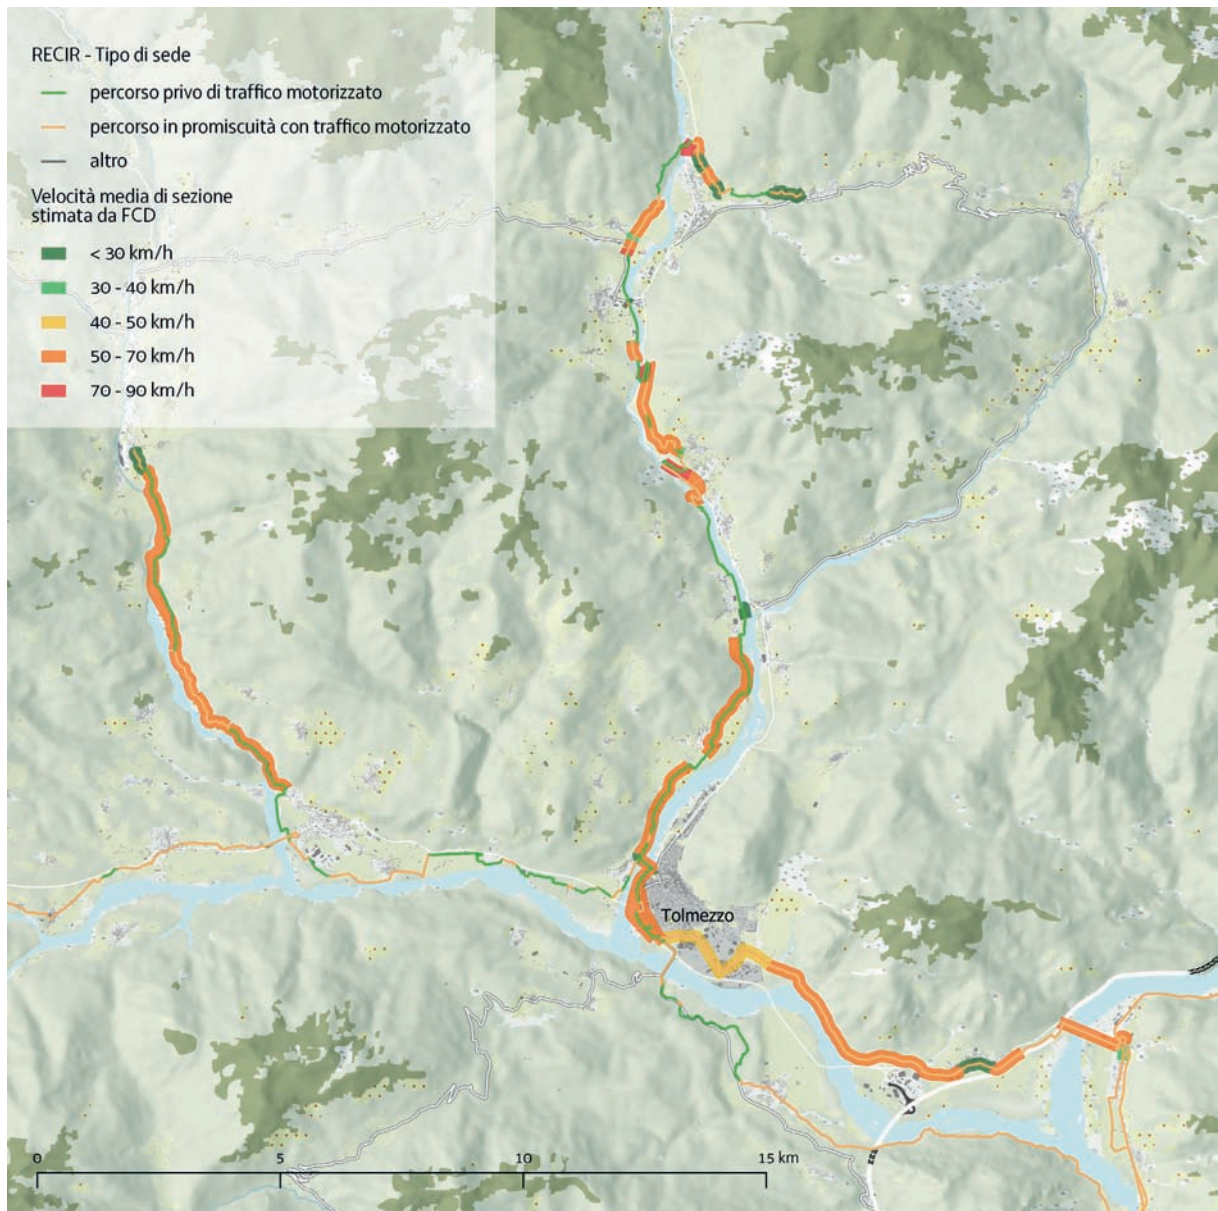 RECIR - Tipo di sede
percorso privo di traffico motorizzato
percorso in promiscuità con traffico motorizzato
altro
Velocità media di sezione
stimata da FCD
< 30 km/h
30 - 40 km/h
40 - 50 km/h
50 - 70 km/h
70 - 90 km/h
Tolmezzo
0 5 10 15 km